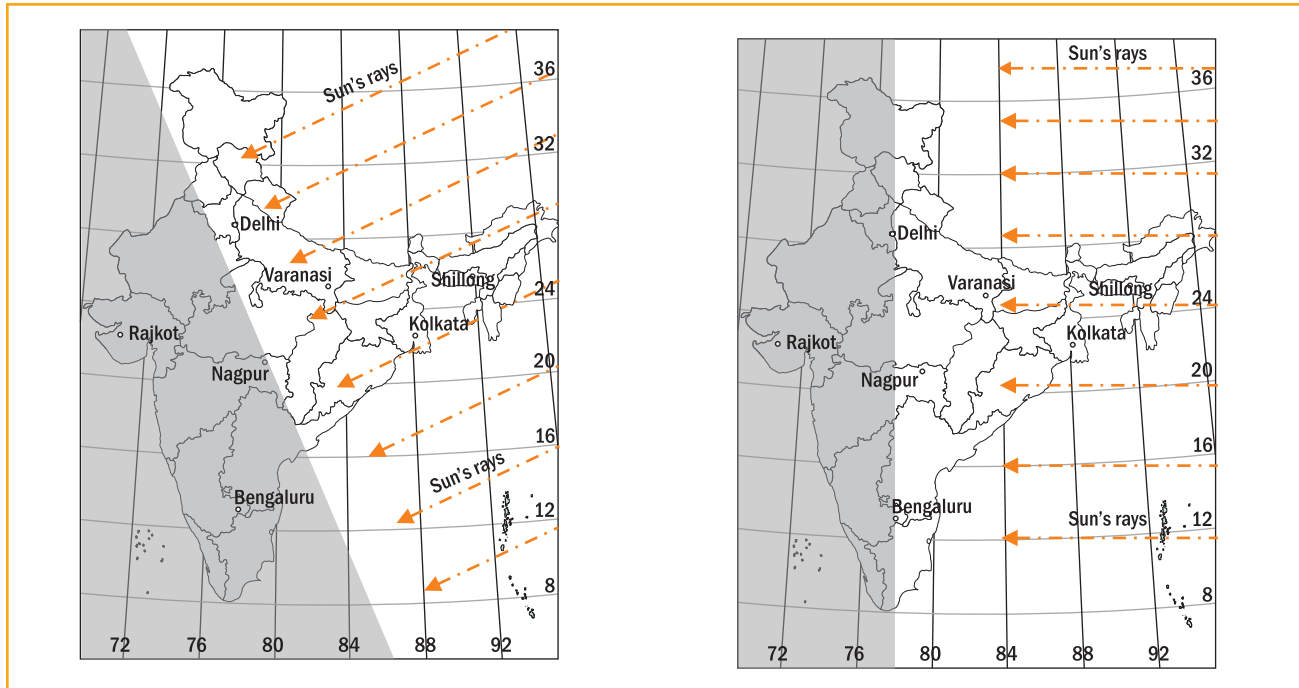 Sun's rays
36
32
Delhi
Varanasi
Shillong
24
Kolkata
Rajkot
Nagpur
20
16
Sun's rays
Bengaluru
12
8
72 76 80 84 88 92
Sun's rays
36
32
Delhi
Varanasi
Shillong
24
Kolkata
Rajkot
Nagpur
20
16
Bengaluru
Sun's rays
12
8
72 76 80 84 88 92